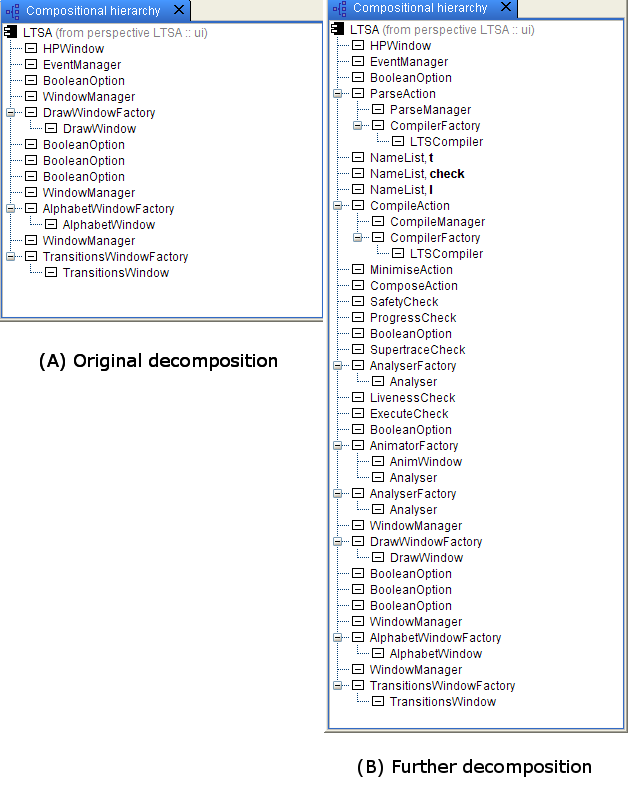 Compositional hierarchy
LTSA (from perspective LTSA :: ui)
HPWindow
EventManager
BooleanOption
WindowManager
DrawWindowFactory
DrawWindow
BooleanOption
BooleanOption
BooleanOption
WindowManager
AlphabetWindowFactory
AlphabetWindow
WindowManager
TransitionsWindowFactory
TransitionsWindow
(A) Original decomposition
Compositional hierarchy
LTSA (from perspective LTSA :: ui)
HPWindow
EventManager
BooleanOption
ParseAction
ParseManager
CompilerFactory
LTSCompiler
NameList, t
NameList, check
NameList, l
CompileAction
CompileManager
CompilerFactory
LTSCompiler
MinimiseAction
ComposeAction
SafetyCheck
ProgressCheck
BooleanOption
SupertraceCheck
AnalyserFactory
Analyser
LivenessCheck
ExecuteCheck
BooleanOption
AnimatorFactory
AnimWindow
Analyser
AnalyserFactory
Analyser
WindowManager
DrawWindowFactory
DrawWindow
BooleanOption
BooleanOption
BooleanOption
WindowManager
AlphabetWindowFactory
AlphabetWindow
WindowManager
TransitionsWindowFactory
TransitionsWindow
(B) Further decomposition